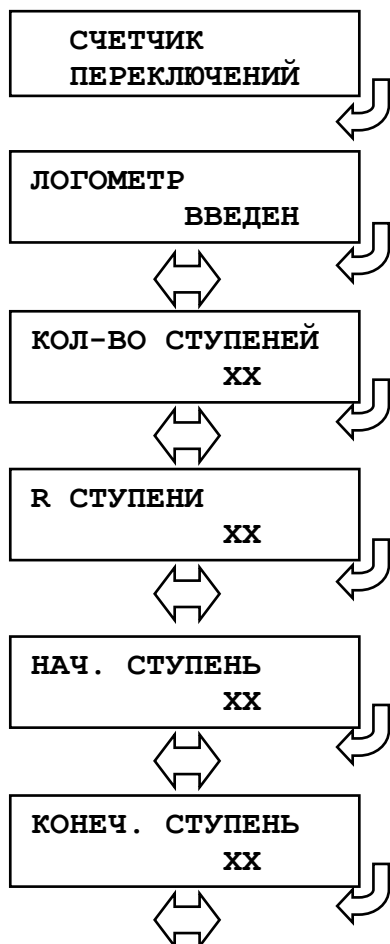 СЧЕТЧИК
ПЕРЕКЛЮЧЕНИЙ
ЛОГОМЕТР
ВВЕДЕН
КОЛ-ВО СТУПЕНЕЙ
XX
R СТУПЕНИ
XX
НАЧ. СТУПЕНЬ
XX
КОНЕЧ. СТУПЕНЬ
XX